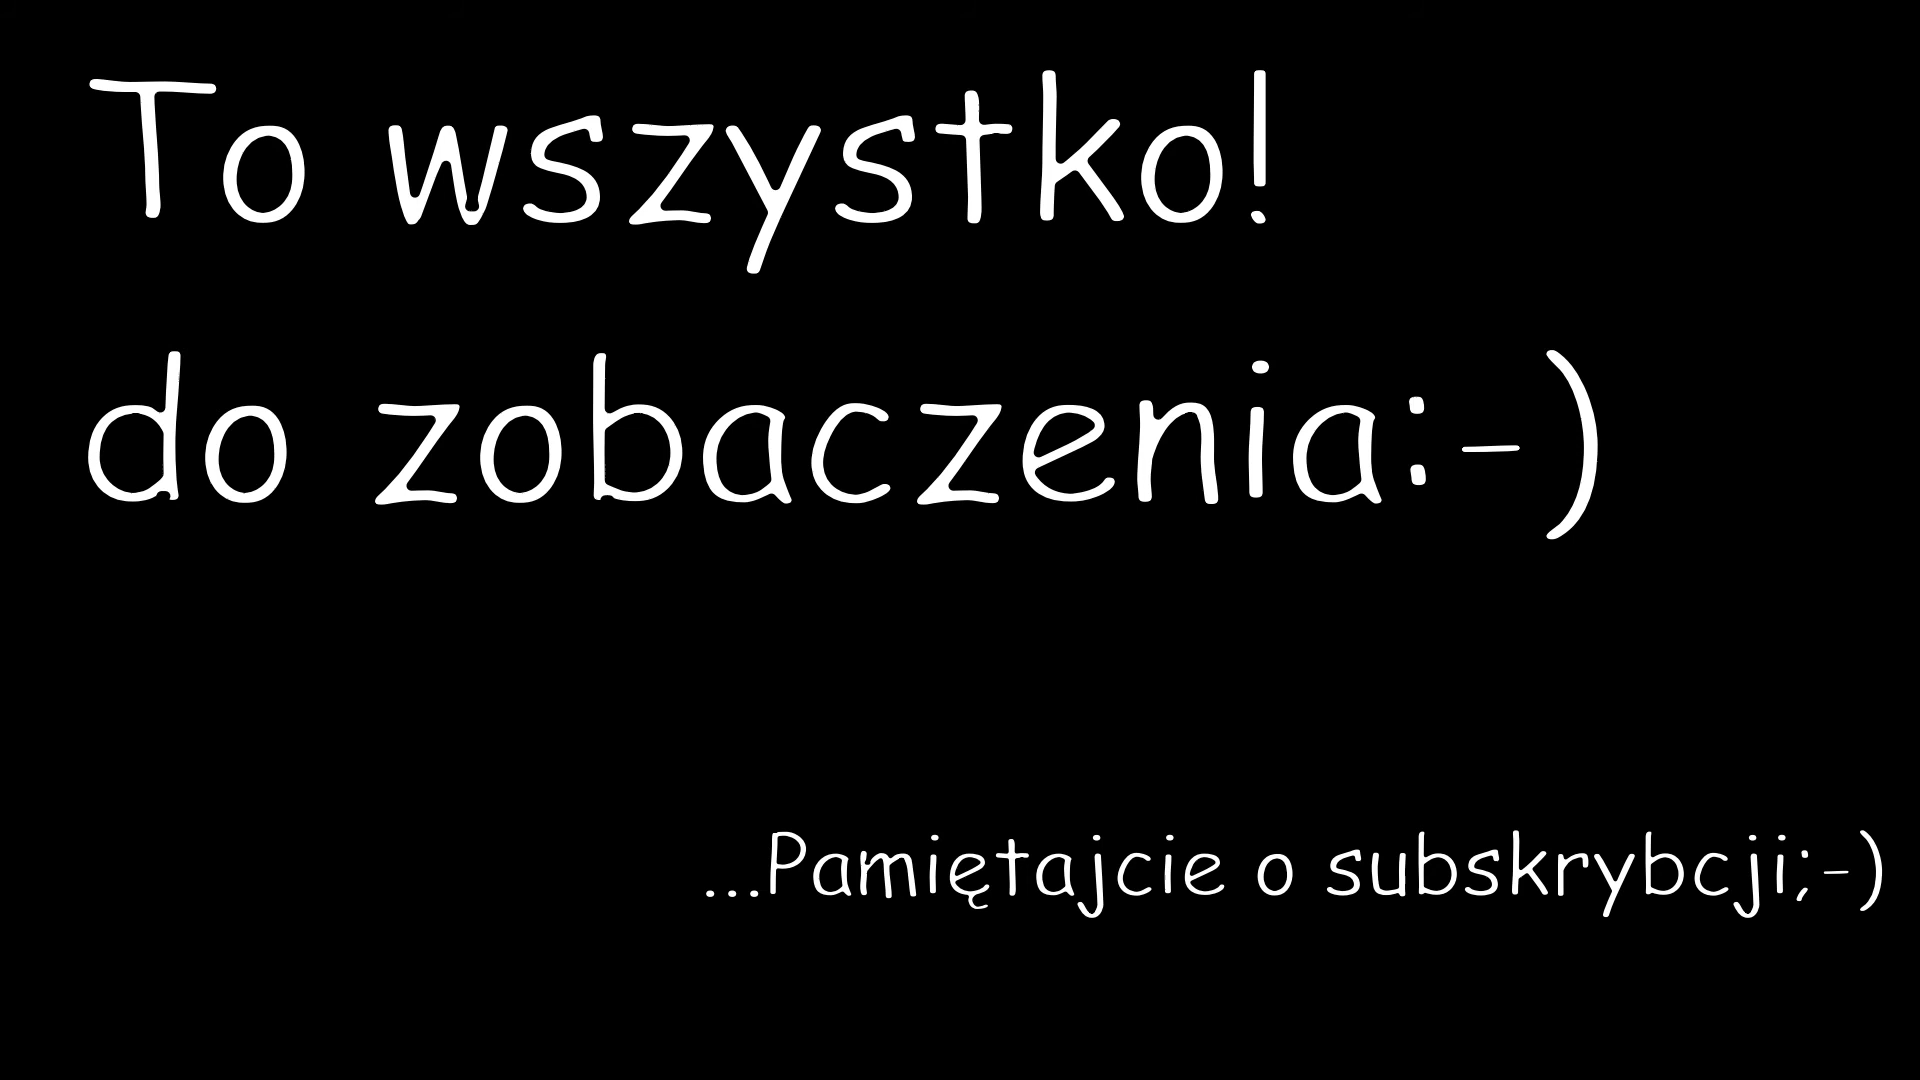 To wszystko!
do zobaczenia:-)
...Pamiętajcie o subskrybcji;-)